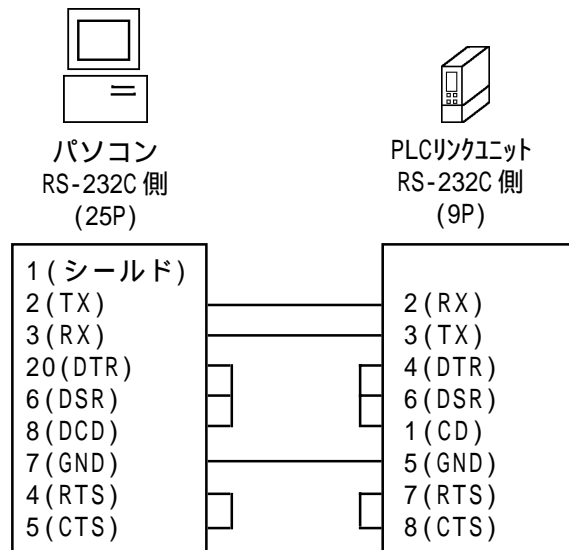 パソコン
RS-232C 側
(25P)
PLCリンクユニット
RS-232C 側
(9P)
1(シールド)
2(TX)
3(RX)
20(DTR)
6(DSR)
8(DCD)
7(GND)
4(RTS)
5(CTS)
2(RX)
3(TX)
4(DTR)
6(DSR)
1(CD)
5(GND)
7(RTS)
8(CTS)